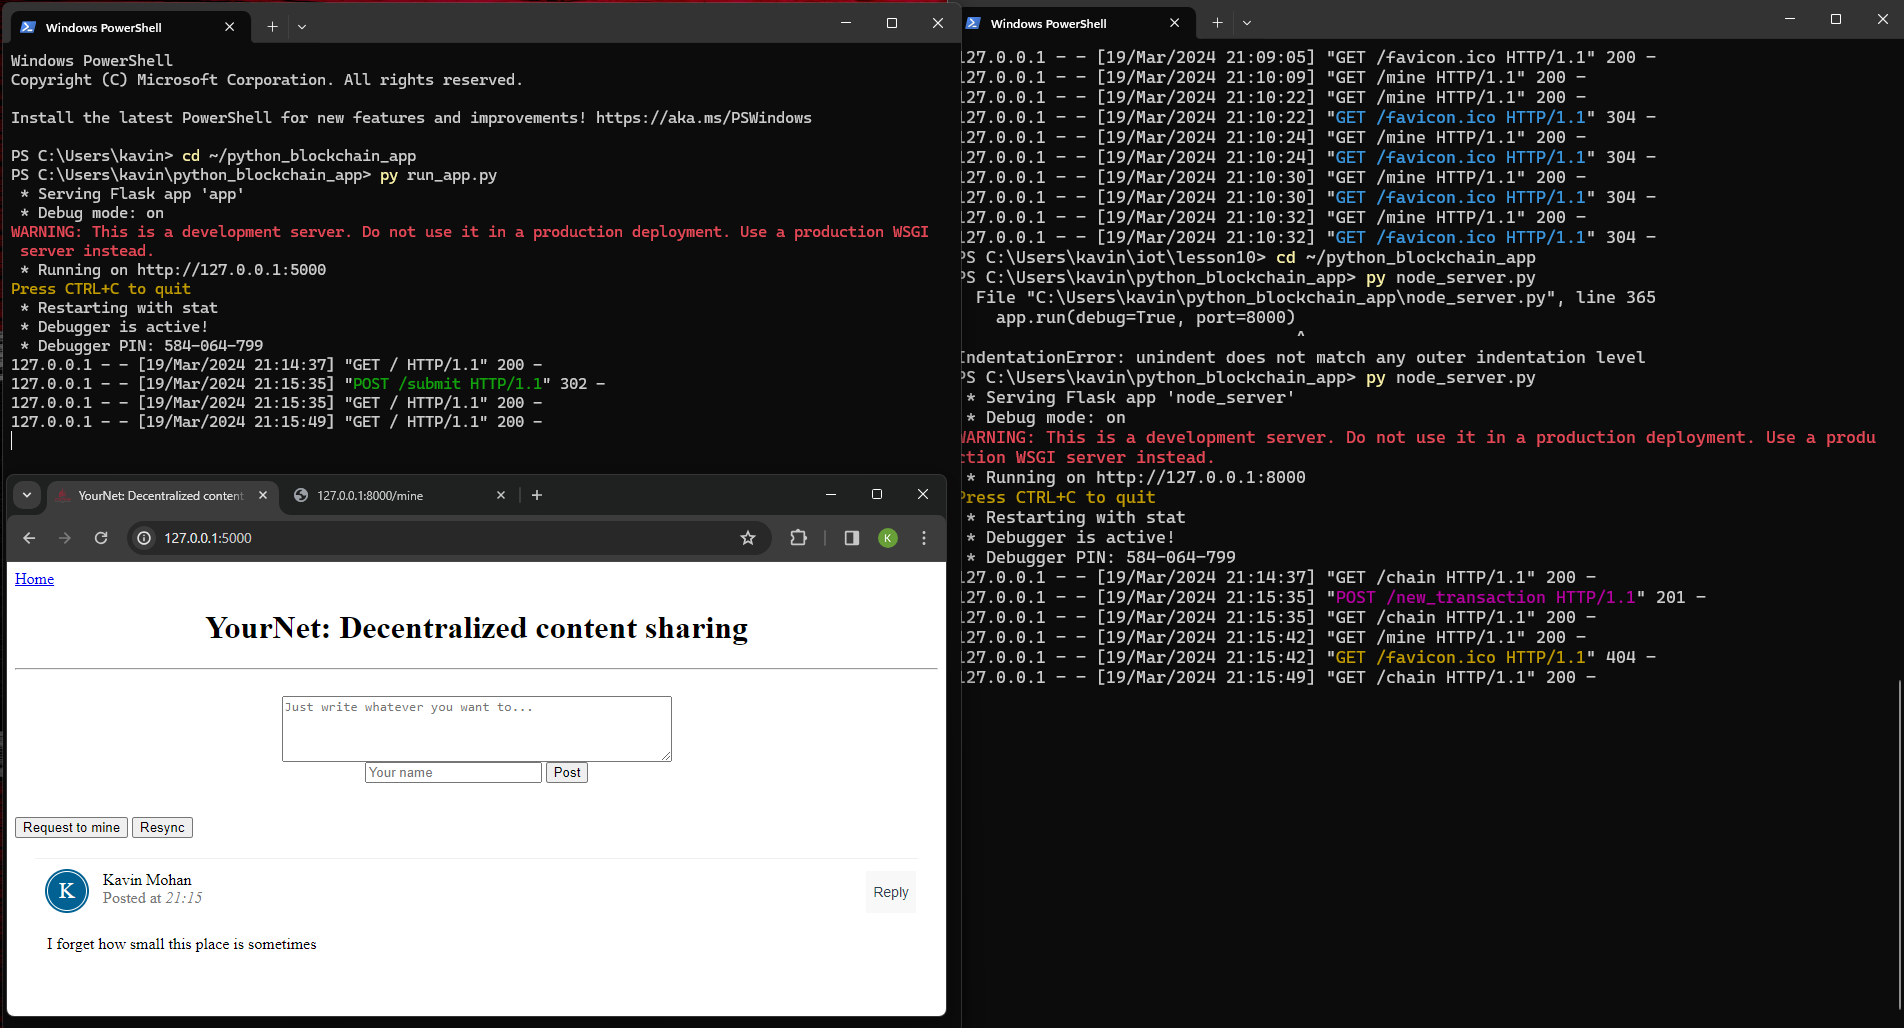 Windows PowerShell
Windows PowerShell
Copyright (C) Microsoft Corporation. All rights reserved.
Install the latest PowerShell for new features and improvements! https://aka.ms/PSWindows
PS C:\Users\kavin> cd ~/python_blockchain_app
PS C:\Users\kavin\python_blockchain_app> py run_app.py
 * Serving Flask app 'app'
 * Debug mode: on
WARNING: This is a development server. Do not use it in a production deployment. Use a production WSGI
 server instead.
 * Running on http://127.0.0.1:5000
Press CTRL+C to quit
 * Restarting with stat
 * Debugger is active!
 * Debugger PIN: 584-064-799
127.0.0.1 - - [19/Mar/2024 21:14:37] "GET / HTTP/1.1" 200 -
127.0.0.1 - - [19/Mar/2024 21:15:35] "POST /submit HTTP/1.1" 302 -
127.0.0.1 - - [19/Mar/2024 21:15:35] "GET / HTTP/1.1" 200 -
127.0.0.1 - - [19/Mar/2024 21:15:49] "GET / HTTP/1.1" 200 -
YourNet: Decentralized content
127.0.0.1:8000/mine
127.0.0.1:5000
K
Home
YourNet: Decentralized content sharing
Just write whatever you want to...
Your name
Post
Request to mine
Resync
K
Kavin Mohan
Posted at 21:15
Reply
I forget how small this place is sometimes
Windows PowerShell
127.0.0.1 - - [19/Mar/2024 21:09:05] "GET /favicon.ico HTTP/1.1" 200 -
127.0.0.1 - - [19/Mar/2024 21:10:09] "GET /mine HTTP/1.1" 200 -
127.0.0.1 - - [19/Mar/2024 21:10:22] "GET /mine HTTP/1.1" 200 -
127.0.0.1 - - [19/Mar/2024 21:10:22] "GET /favicon.ico HTTP/1.1" 304 -
127.0.0.1 - - [19/Mar/2024 21:10:24] "GET /mine HTTP/1.1" 200 -
127.0.0.1 - - [19/Mar/2024 21:10:24] "GET /favicon.ico HTTP/1.1" 304 -
127.0.0.1 - - [19/Mar/2024 21:10:30] "GET /mine HTTP/1.1" 200 -
127.0.0.1 - - [19/Mar/2024 21:10:30] "GET /favicon.ico HTTP/1.1" 304 -
127.0.0.1 - - [19/Mar/2024 21:10:32] "GET /mine HTTP/1.1" 200 -
127.0.0.1 - - [19/Mar/2024 21:10:32] "GET /favicon.ico HTTP/1.1" 304 -
PS C:\Users\kavin\iot\lesson10> cd ~/python_blockchain_app
PS C:\Users\kavin\python_blockchain_app> py node_server.py
  File "C:\Users\kavin\python_blockchain_app\node_server.py", line 365
    app.run(debug=True, port=8000)
                                  ^
IndentationError: unindent does not match any outer indentation level
PS C:\Users\kavin\python_blockchain_app> py node_server.py
 * Serving Flask app 'node_server'
 * Debug mode: on
WARNING: This is a development server. Do not use it in a production deployment. Use a produ
ction WSGI server instead.
 * Running on http://127.0.0.1:8000
Press CTRL+C to quit
 * Restarting with stat
 * Debugger is active!
 * Debugger PIN: 584-064-799
127.0.0.1 - - [19/Mar/2024 21:14:37] "GET /chain HTTP/1.1" 200 -
127.0.0.1 - - [19/Mar/2024 21:15:35] "POST /new_transaction HTTP/1.1" 201 -
127.0.0.1 - - [19/Mar/2024 21:15:35] "GET /chain HTTP/1.1" 200 -
127.0.0.1 - - [19/Mar/2024 21:15:42] "GET /mine HTTP/1.1" 200 -
127.0.0.1 - - [19/Mar/2024 21:15:42] "GET /favicon.ico HTTP/1.1" 404 -
127.0.0.1 - - [19/Mar/2024 21:15:49] "GET /chain HTTP/1.1" 200 -